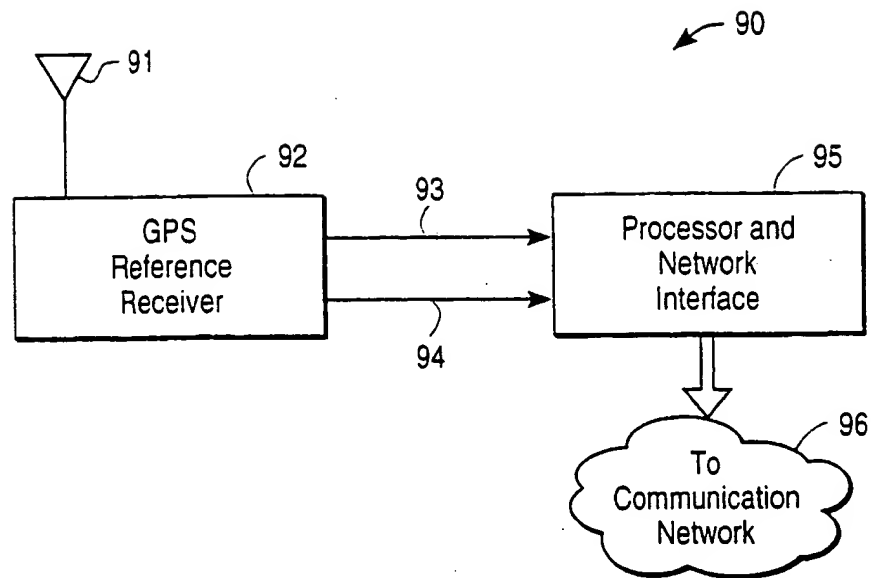 90
91
92
GPS
Reference
Receiver
93
94
95
Processor and
Network
Interface
96
To
Communication
Network